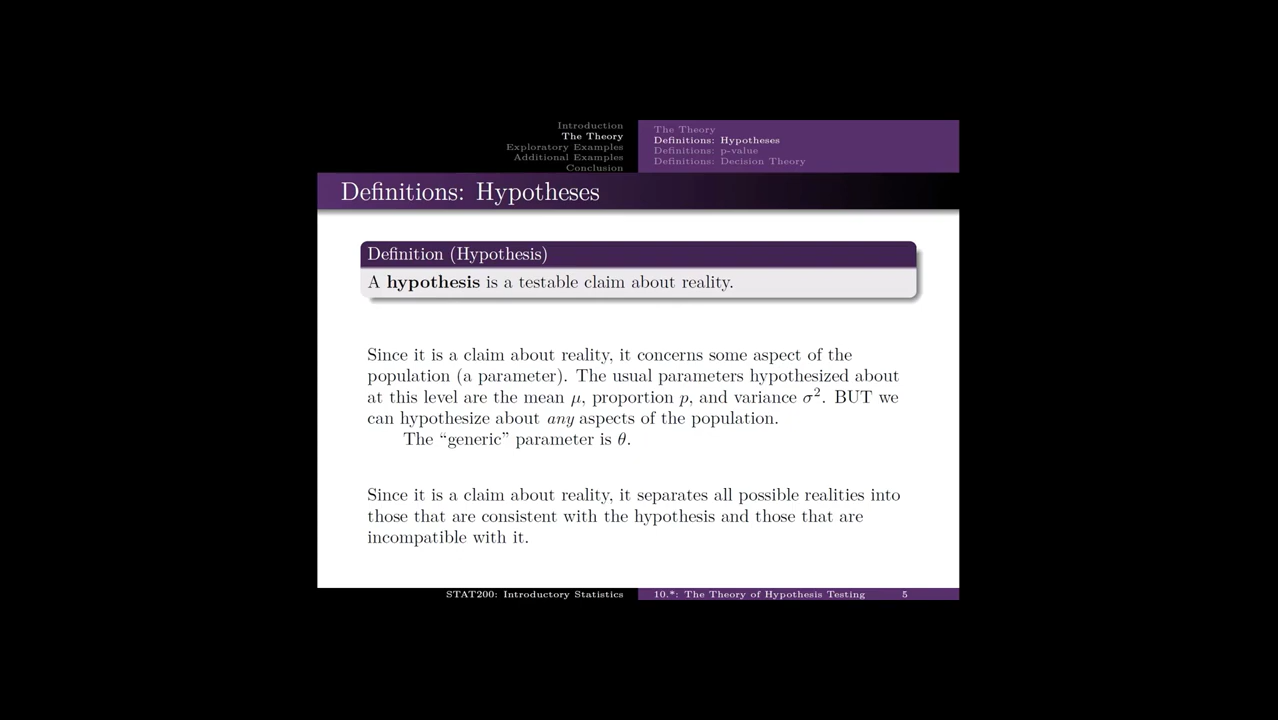 Introduction
The Theory
Exploratory Examples
Additional Examples
Conclusion
The Theory
Definitions: Hypotheses
Definitions: p-value
Definitions: Decision Theory
Definitions: Hypotheses
Definition (Hypothesis)
A hypothesis is a testable claim about reality.
Since it is a claim about reality, it concerns some aspect of the
population (a parameter). The usual parameters hypothesized about
at this level are the mean μ, proportion p, and variance σ². BUT we
can hypothesize about any aspects of the population.
The “generic” parameter is θ.
Since it is a claim about reality, it separates all possible realities into
those that are consistent with the hypothesis and those that are
incompatible with it.
STAT200: Introductory Statistics
10.*: The Theory of Hypothesis Testing 5